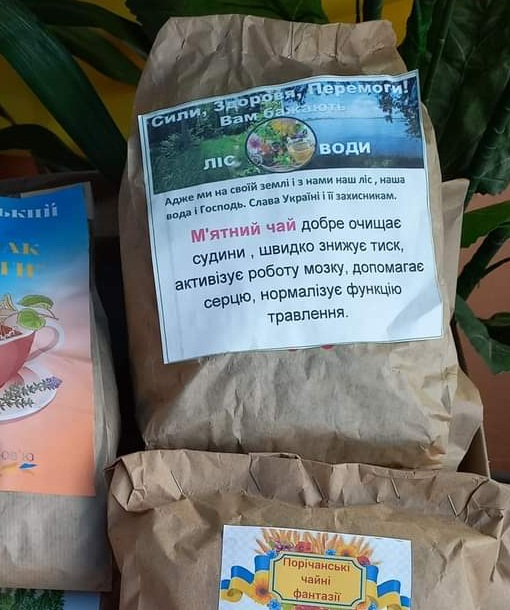 Сили, Здоровя, Перемоги!
Вам бажають
ЛІС ВОДИ
Адже ми на своїй землі і з нами наш ліс , наша
вода і Господь. Слава Україні і її захисникам.
М'ятний чай добре очищає
судини , швидко знижує тиск,
активізує роботу мозку, допомагає
серцю, нормалізує функцію
травлення.
Порічанські
чайні
фантазії